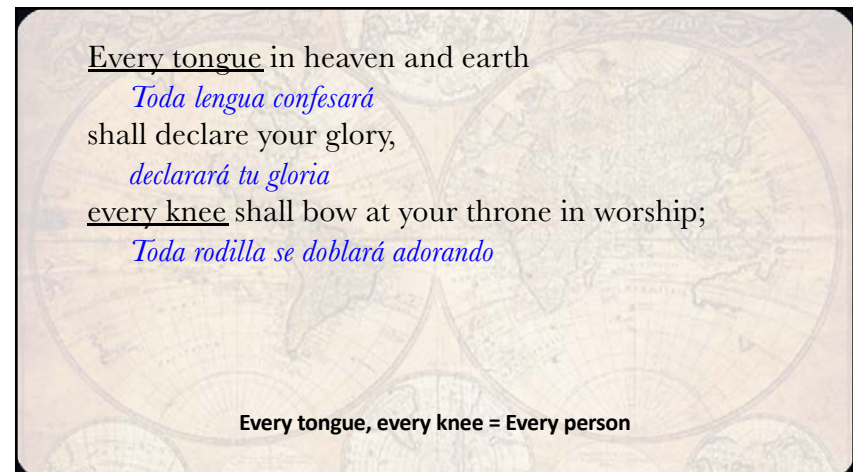 Every tongue in heaven and earth
Toda lengua confesará
shall declare your glory,
declarará tu gloria
every knee shall bow at your throne in worship;
Toda rodilla se doblará adorando
Every tongue, every knee = Every person